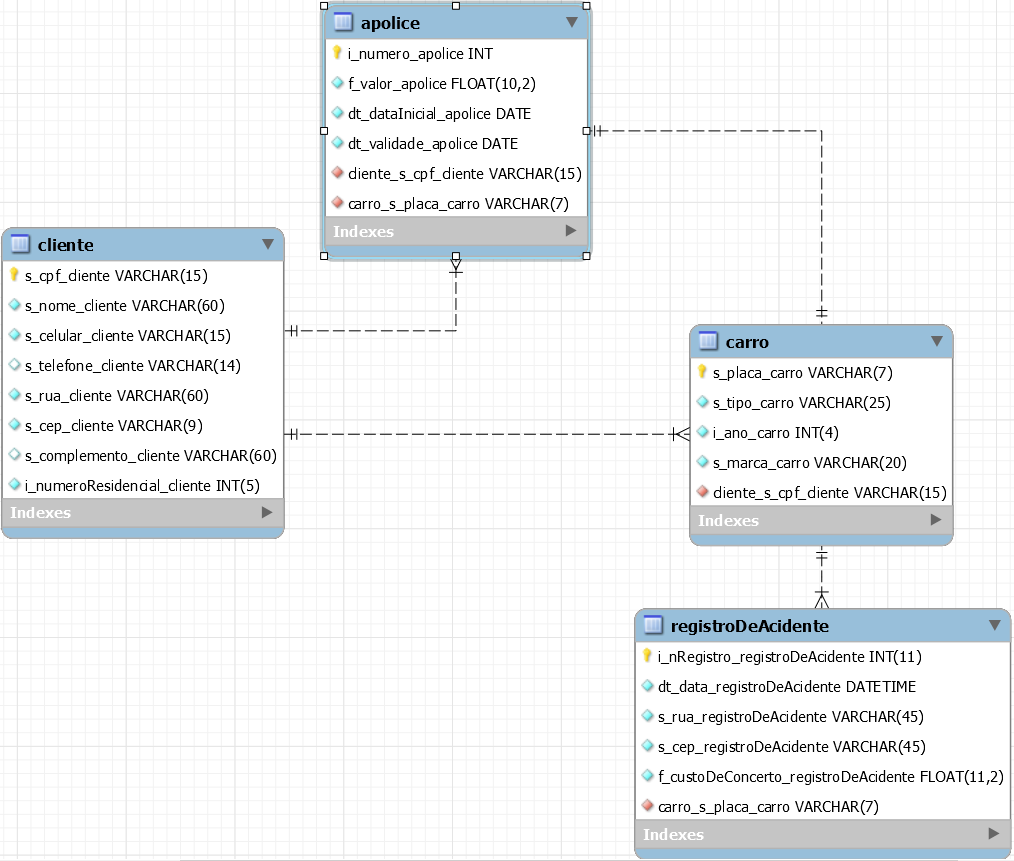 apolice
i_numero_apolice INT
f_valor_apolice FLOAT(10,2)
dt_dataInicial_apolice DATE
dt_validade_apolice DATE
cliente_s_cpf_cliente VARCHAR(15)
carro_s_placa_carro VARCHAR(7)
Indexes
cliente
s_cpf_cliente VARCHAR(15)
s_nome_cliente VARCHAR(60)
s_celular_cliente VARCHAR(15)
s_telefone_cliente VARCHAR(14)
s_rua_cliente VARCHAR(60)
s_cep_cliente VARCHAR(9)
s_complemento_cliente VARCHAR(60)
i_numeroResidencial_cliente INT(5)
Indexes
carro
s_placa_carro VARCHAR(7)
s_tipo_carro VARCHAR(25)
i_ano_carro INT(4)
s_marca_carro VARCHAR(20)
cliente_s_cpf_cliente VARCHAR(15)
Indexes
registroDeAcidente
i_nRegistro_registroDeAcidente INT(11)
dt_data_registroDeAcidente DATETIME
s_rua_registroDeAcidente VARCHAR(45)
s_cep_registroDeAcidente VARCHAR(45)
f_custoDeConcerto_registroDeAcidente FLOAT(11,2)
carro_s_placa_carro VARCHAR(7)
Indexes